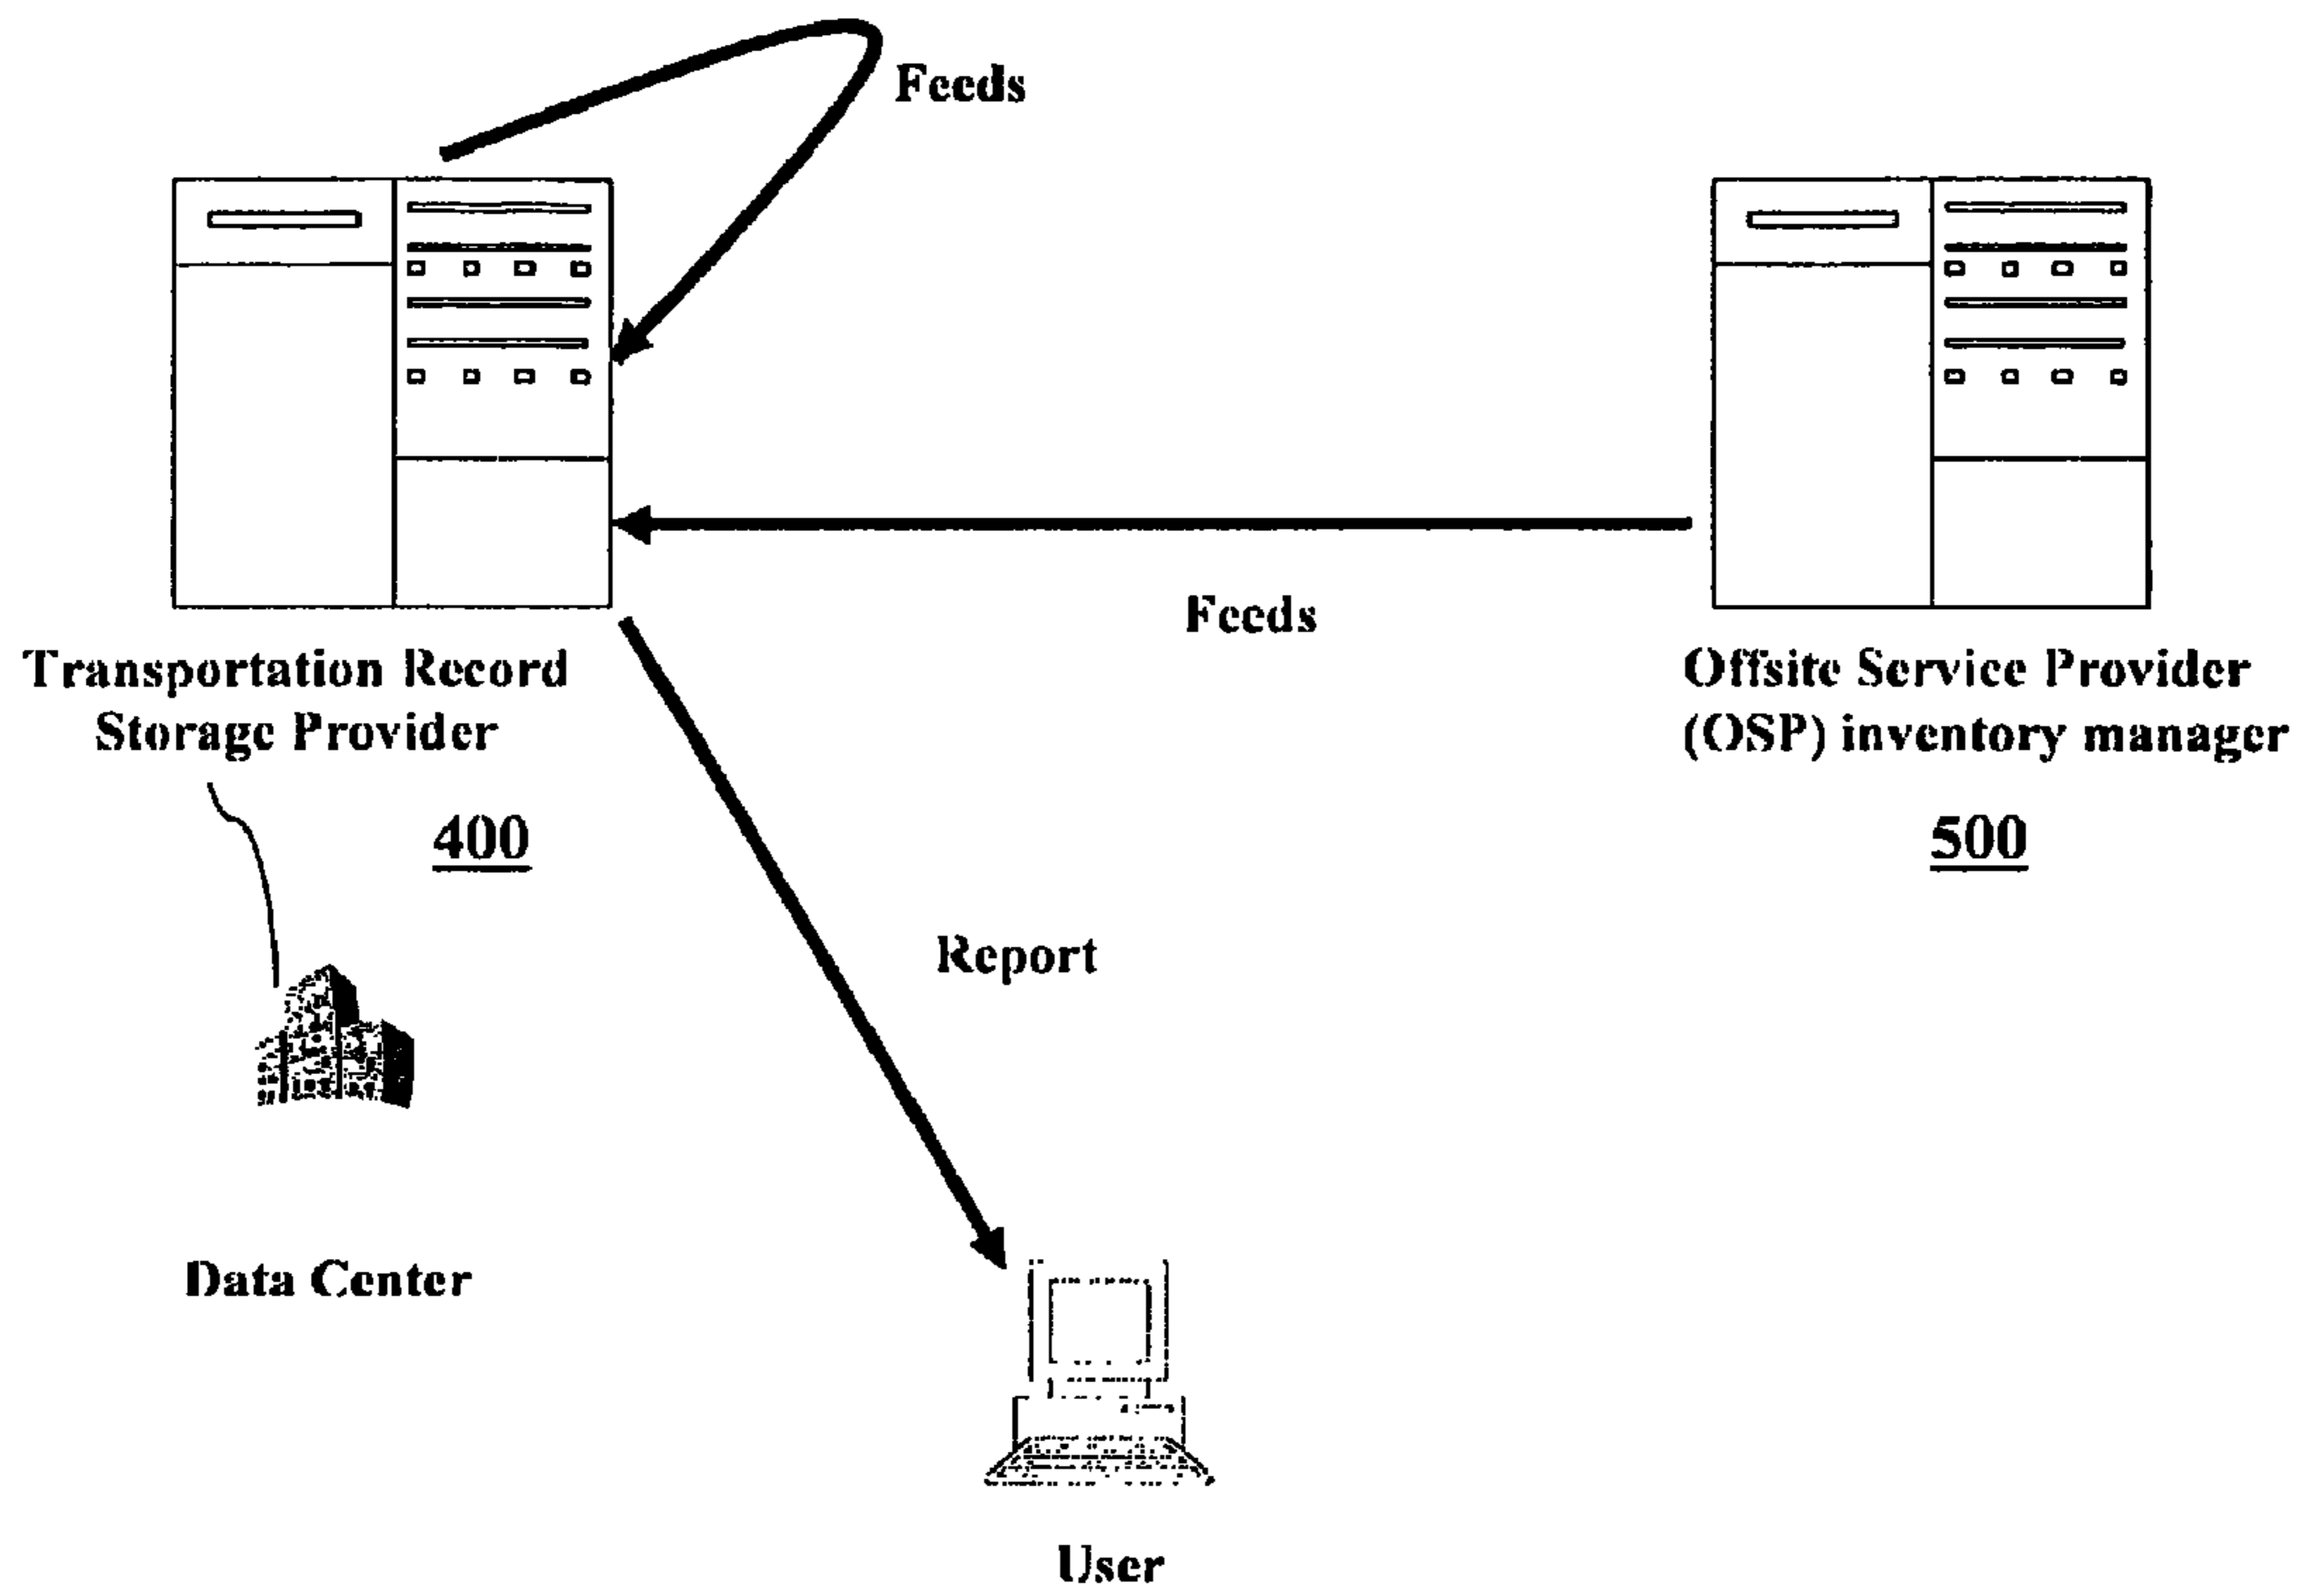 Feeds
Feeds
Transportation Record
Storage Provider
400
Offsite Service Provider
(OSP) inventory manager
500
Report
Data Center
User